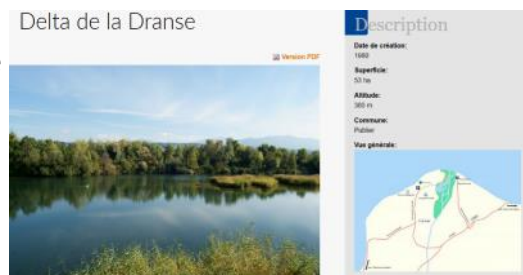 Delta de la Dranse
Version PDF
Description
Date de création:
1980
Superficie:
53 ha
Altitude:
380 m
Commune:
Publier
Vue générale: